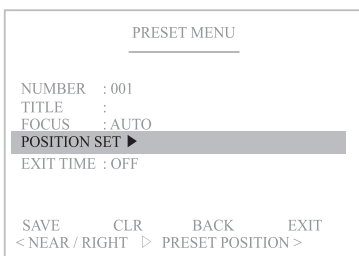 PRESET MENU
NUMBER : 001
TITLE :
FOCUS : AUTO
POSITION SET ▶
EXIT TIME : OFF
SAVE CLR BACK EXIT
< NEAR / RIGHT ▷ PRESET POSITION >